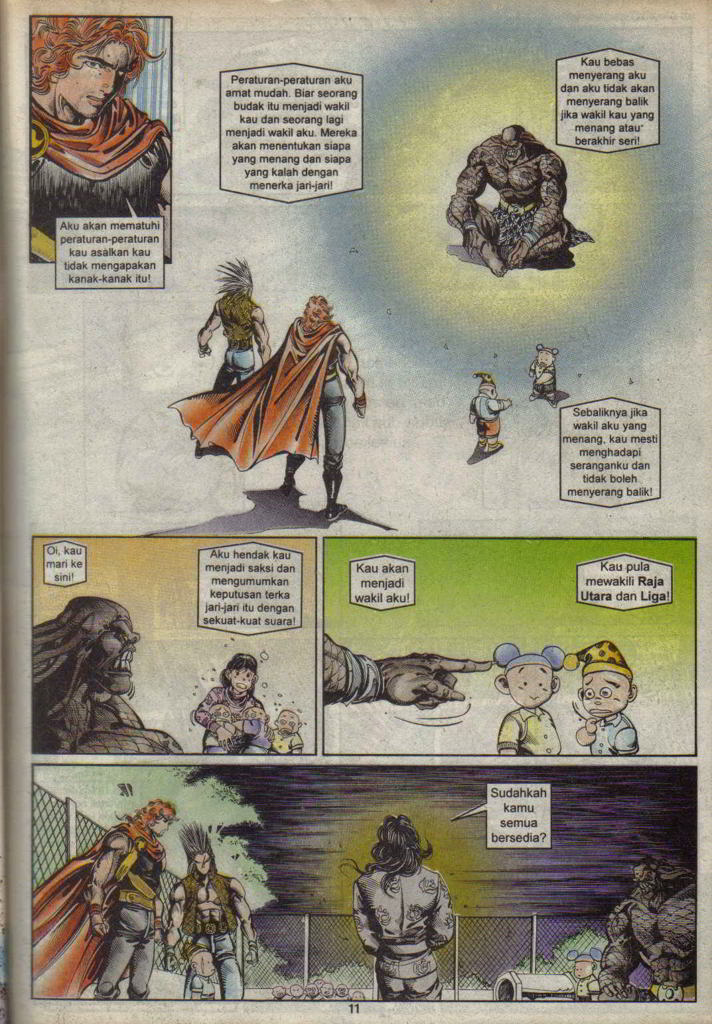 Aku akan mematuhi
peraturan-peraturan
kau asalkan kau
tidak mengapakan
kanak-kanak itu!
Peraturan-peraturan aku
amat mudah. Biar seorang
budak itu menjadi wakil
kau dan seorang lagi
menjadi wakil aku. Mereka
akan menentukan siapa
yang menang dan siapa
yang kalah dengan
menerka jari-jari!
Kau bebas
menyerang aku
dan aku tidak akan
menyerang balik
jika wakil kau yang
menang atau
berakhir seri!
Sebaliknya jika
wakil aku yang
menang, kau mesti
menghadapi
seranganku dan
tidak boleh
menyerang balik!
Oi, kau
mari ke
sini!
Aku hendak kau
menjadi saksi dan
mengumumkan
keputusan terka
jari-jari itu dengan
sekuat-kuat suara!
Kau akan
menjadi
wakil aku!
Kau pula
mewakili Raja
Utara dan Liga!
Sudahkah
kamu
semua
bersedia?
11